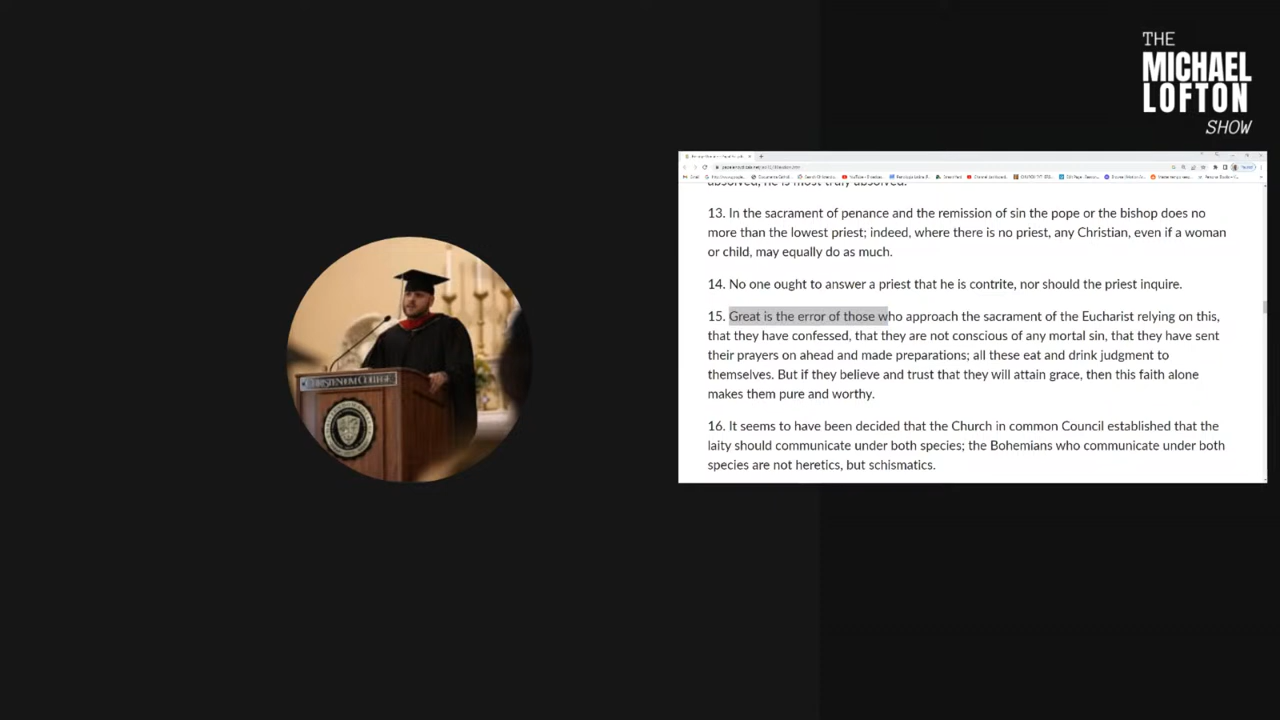 THE
MICHAEL
LOFTON
SHOW
absolved, he is most truly absolved.
13. In the sacrament of penance and the remission of sin the pope or the bishop does no
more than the lowest priest; indeed, where there is no priest, any Christian, even if a woman
or child, may equally do as much.
14. No one ought to answer a priest that he is contrite, nor should the priest inquire.
15. Great is the error of those who approach the sacrament of the Eucharist relying on this,
that they have confessed, that they are not conscious of any mortal sin, that they have sent
their prayers on ahead and made preparations; all these eat and drink judgment to
themselves. But if they believe and trust that they will attain grace, then this faith alone
makes them pure and worthy.
16. It seems to have been decided that the Church in common Council established that the
laity should communicate under both species; the Bohemians who communicate under both
species are not heretics, but schismatics.
CHRISTENDOM COLLEGE